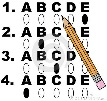 1. A B C D E
2. A B C D
3. A B C D
4. A B C D E